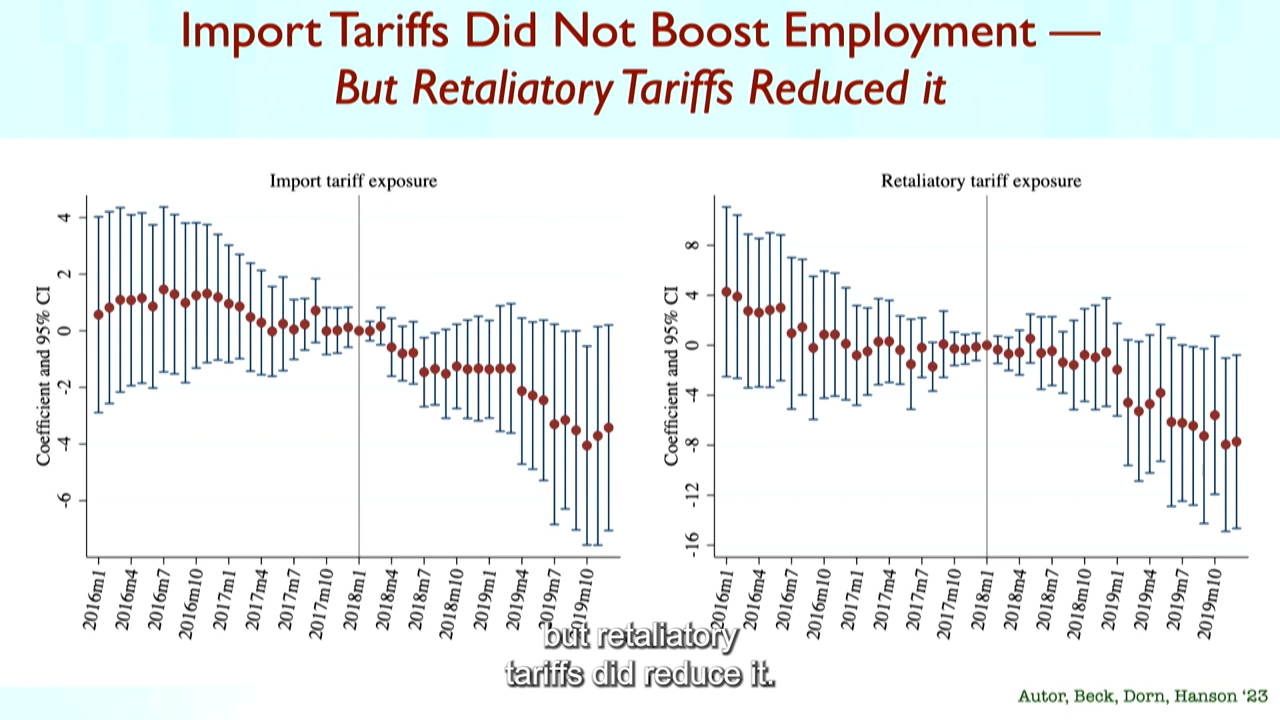 Import Tariffs Did Not Boost Employment —
But Retaliatory Tariffs Reduced it
Import tariff exposure
Coefficient and 95% CI
4
2
0
-2
-4
-6
2016m1
2016m4
2016m7
2016m10
2017m1
2017m4
2017m7
2017m10
2018m1
2018m4
2018m7
2018m10
2019m1
2019m4
2019m7
2019m10
Retaliatory tariff exposure
Coefficient and 95% CI
8
4
0
4
-8
-12
-16
2016m1
2016m4
2016m7
2016m10
2017m1
2017m4
2017m7
2017m10
2018m1
2018m4
2018m7
2018m10
2019m1
2019m4
2019m7
2019m10
but retaliatory
tariffs did reduce it.
Autor, Beck, Dorn, Hanson ‘23